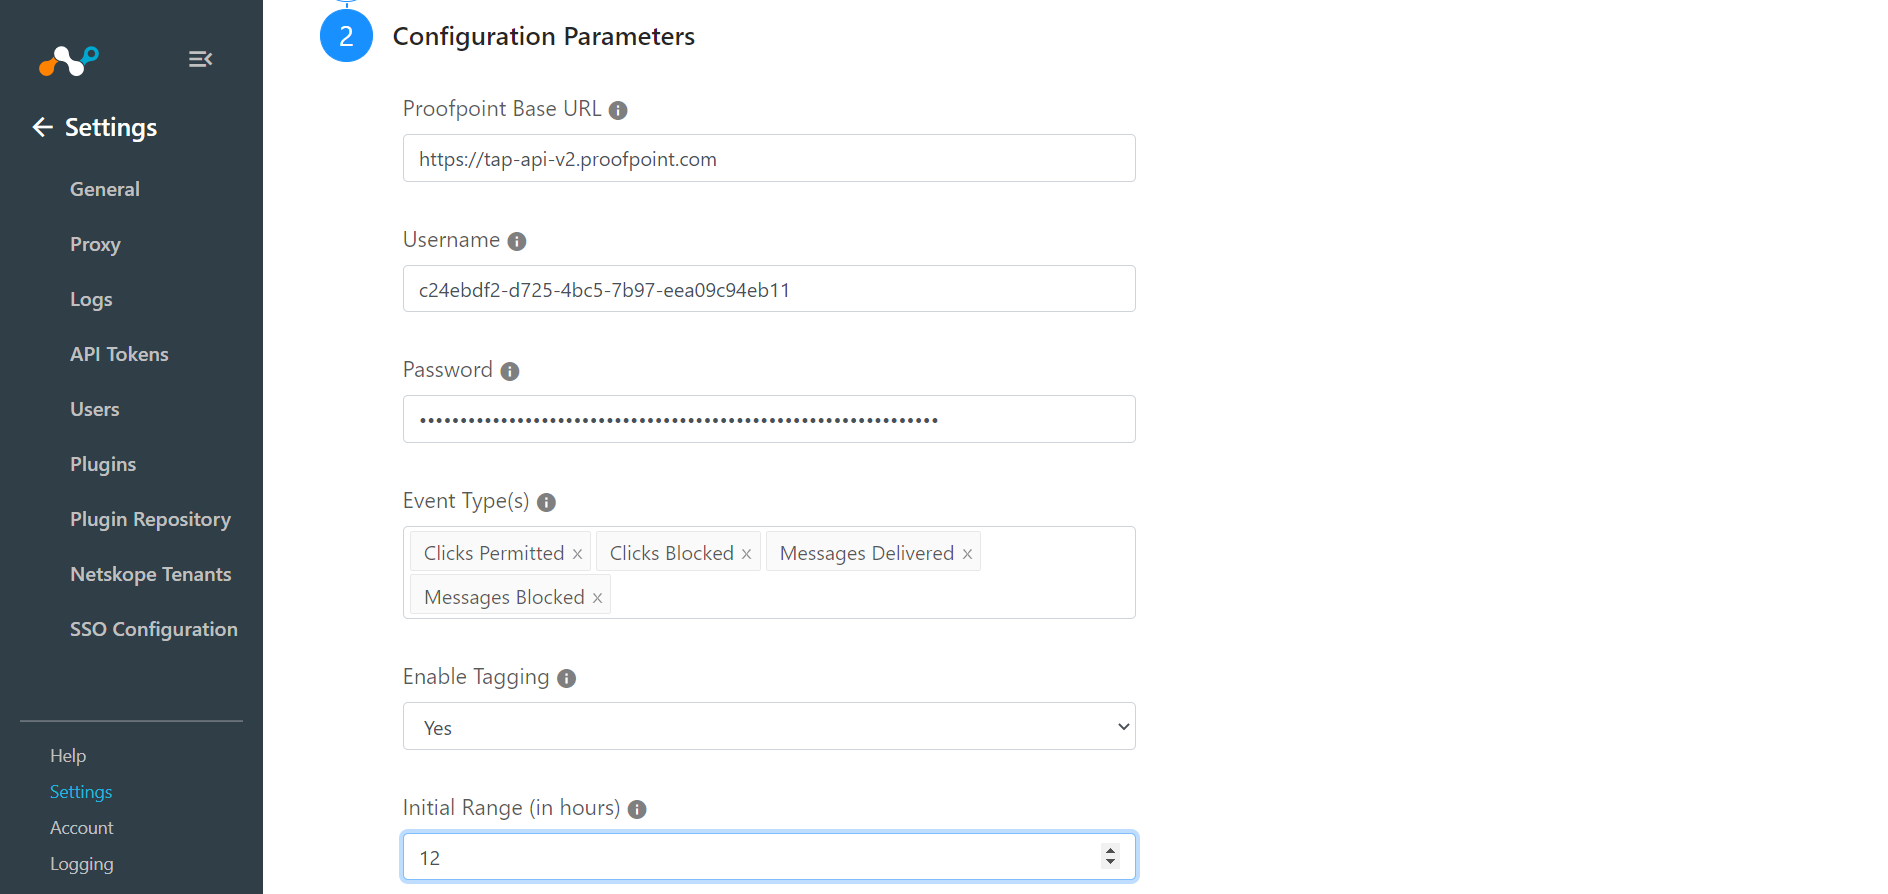 Settings
General
Proxy
Logs
API Tokens
Users
Plugins
Plugin Repository
Netskope Tenants
SSO Configuration
Help
Settings
Account
Logging
2 Configuration Parameters
Proofpoint Base URL
https://tap-api-v2.proofpoint.com
Username
c24ebdf2-d725-4bc5-7b97-eea09c94eb11
Password
••••••••••••••••••••••••••••••••••••••••••••••••••••••••••••••••
Event Type(s)
Clicks Permitted × Clicks Blocked × Messages Delivered ×
Messages Blocked ×
Enable Tagging
Yes
Initial Range (in hours)
12